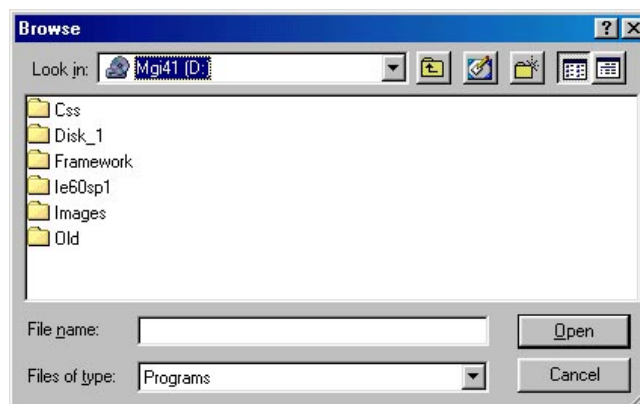 Browse
Look in: Mgi41 (D:)
Css
Disk_1
Framework
Ie60sp1
Images
Old
File name:
Open
Files of type: Programs
Cancel